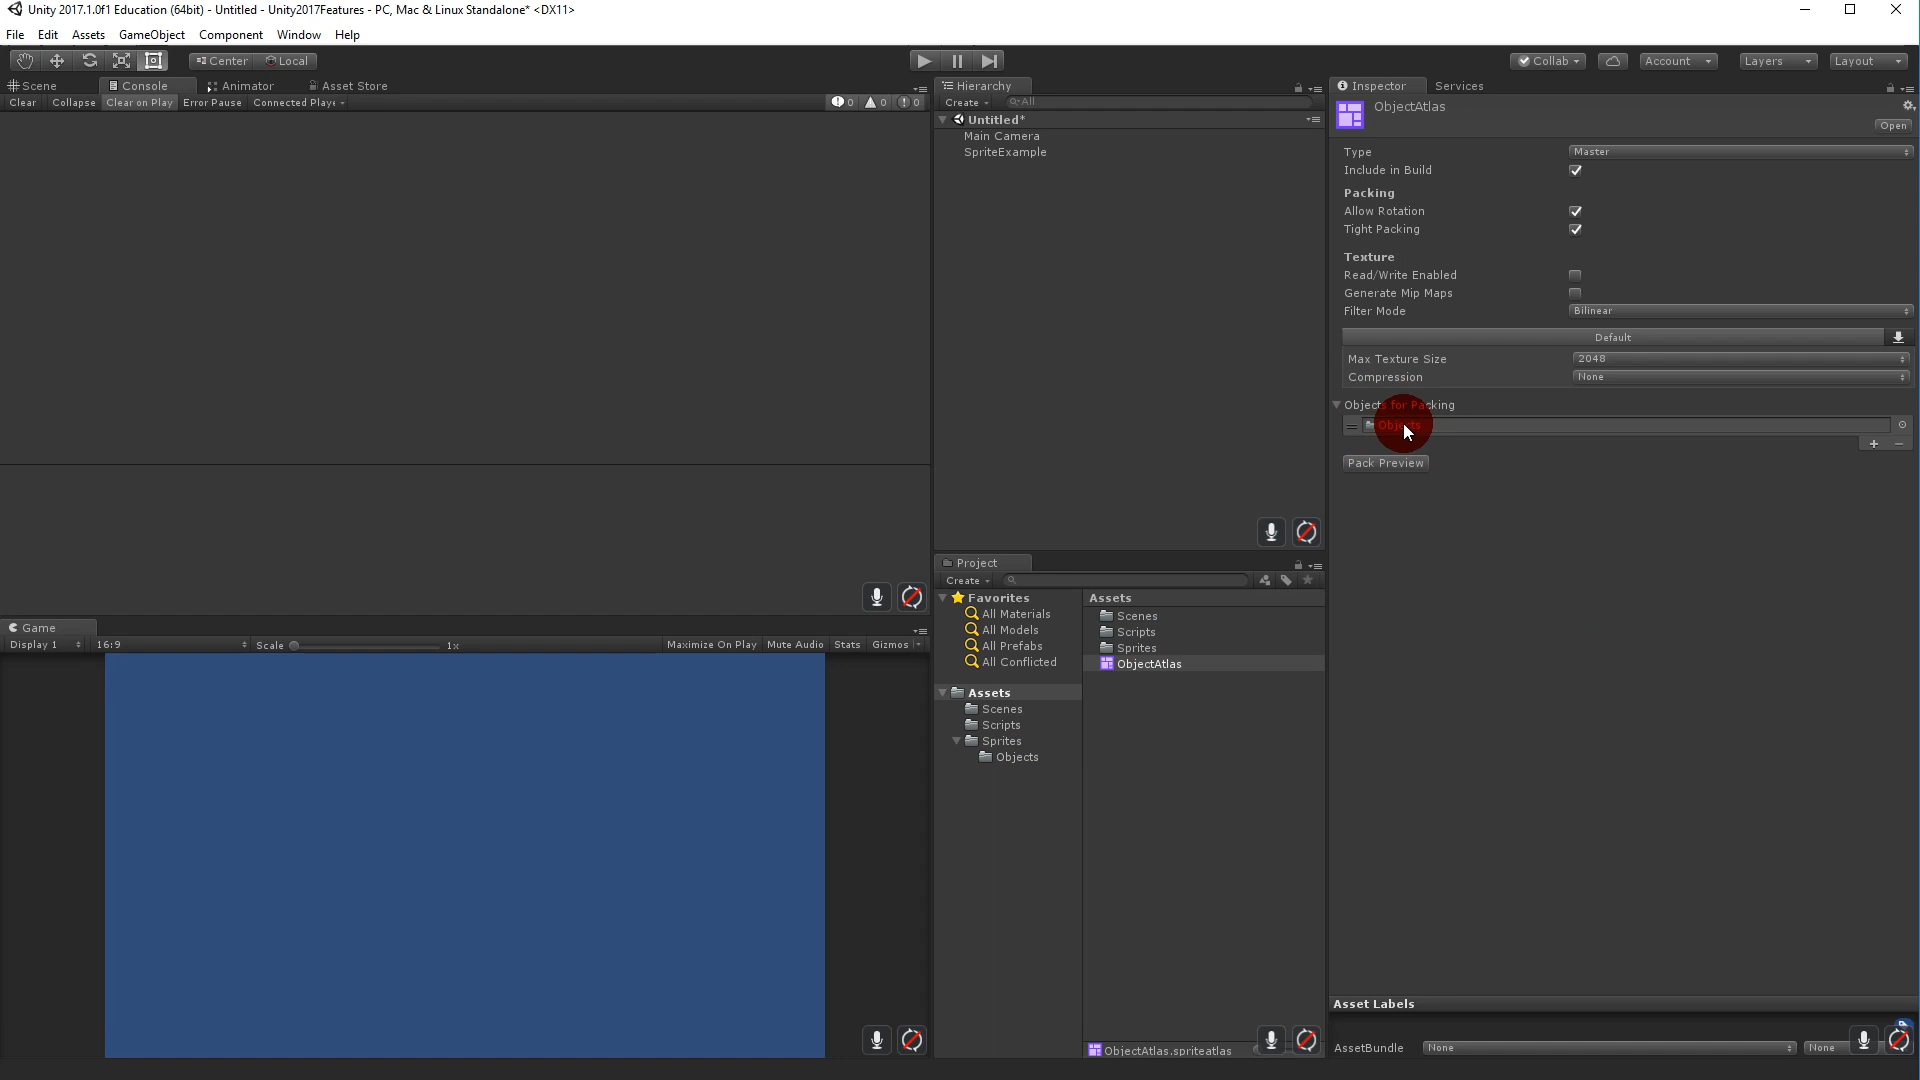 Unity 2017.1.0f1 Education (64bit) - Untitled - Unity2017Features - PC, Mac & Linux Standalone* <DX11>
File Edit Assets GameObject Component Window Help
Center Local Collab Account Layers Layout
Scene Console Animator Asset Store
Clear Collapse Clear on Play Error Pause Connected Playe 0 0 0
Hierarchy
Create All
Untitled*
Main Camera
SpriteExample
Inspector Services
ObjectAtlas
Open
Type Master
Include in Build
Packing
Allow Rotation
Tight Packing
Texture
Read/Write Enabled
Generate Mip Maps
Filter Mode Bilinear
Default
Max Texture Size 2048
Compression None
Objects for Packing
Objects
Pack Preview
Game
Display 1 16:9 Scale 1x Maximize On Play Mute Audio Stats Gizmos
Project
Create
Favorites
All Materials
All Models
All Prefabs
All Conflicted
Assets
Scenes
Scripts
Sprites
Objects
Assets
Scenes
Scripts
Sprites
ObjectAtlas
ObjectAtlas.spriteatlas
Asset Labels
AssetBundle None None